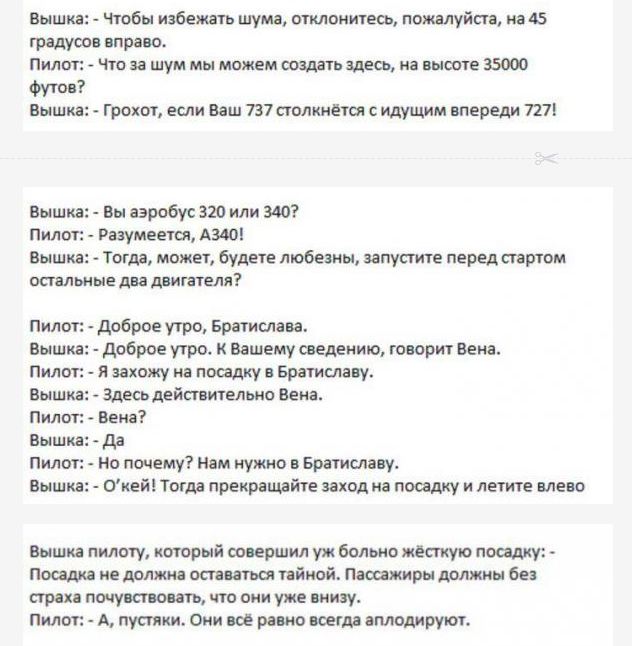 Вышка: - Чтобы избежать шума, отклонитесь, пожалуйста, на 45
градусов вправо.
Пилот: - Что за шум мы можем создать здесь, на высоте 35000
футов?
Вышка: - Грохот, если Ваш 737 столкнётся с идущим впереди 727!
Вышка: - Вы аэробус 320 или 340?
Пилот: - Разумеется, А340!
Вышка: - Тогда, может, будете любезны, запустите перед стартом
остальные два двигателя?
Пилот: - Доброе утро, Братислава.
Вышка: - Доброе утро. К Вашему сведению, говорит Вена.
Пилот: - Я захожу на посадку в Братиславу.
Вышка: - Здесь действительно Вена.
Пилот: - Вена?
Вышка: - Да
Пилот: - Но почему? Нам нужно в Братиславу.
Вышка: - О'кей! Тогда прекращайте заход на посадку и летите влево
Вышка пилоту, который совершил уж больно жёсткую посадку: -
Посадка не должна оставаться тайной. Пассажиры должны без
страха почувствовать, что они уже внизу.
Пилот: - А, пустяки. Они всё равно всегда аплодируют.